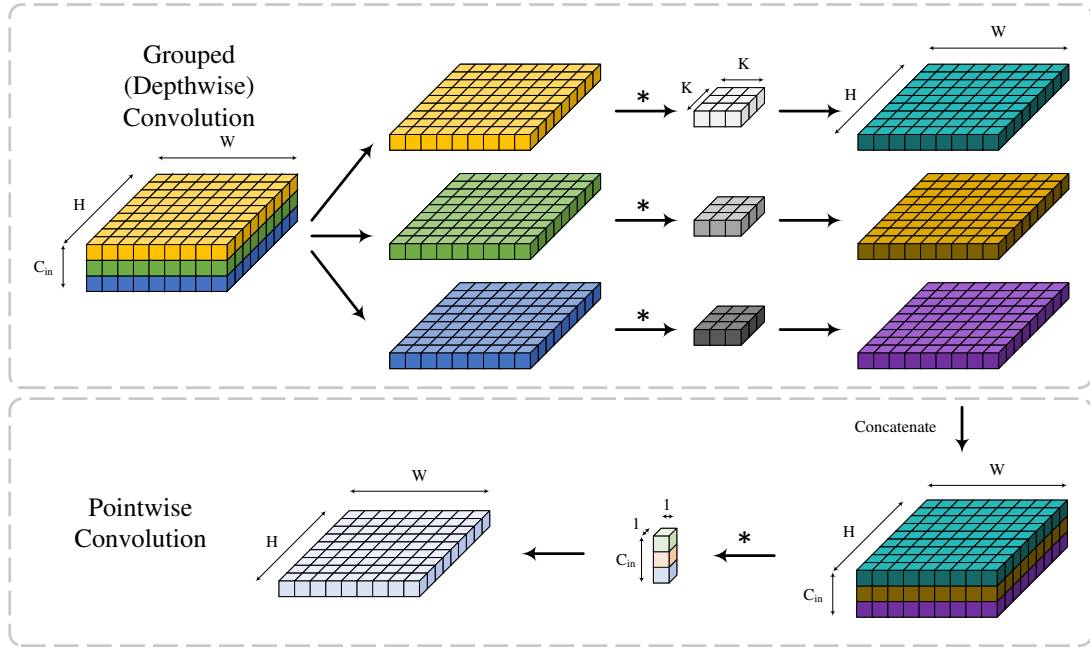 Grouped
(Depthwise)
Convolution
W
H
C_in
*
K
K
W
H
*
*
Concatenate
Pointwise
Convolution
W
H
1
1
C_in
*
W
H
C_in